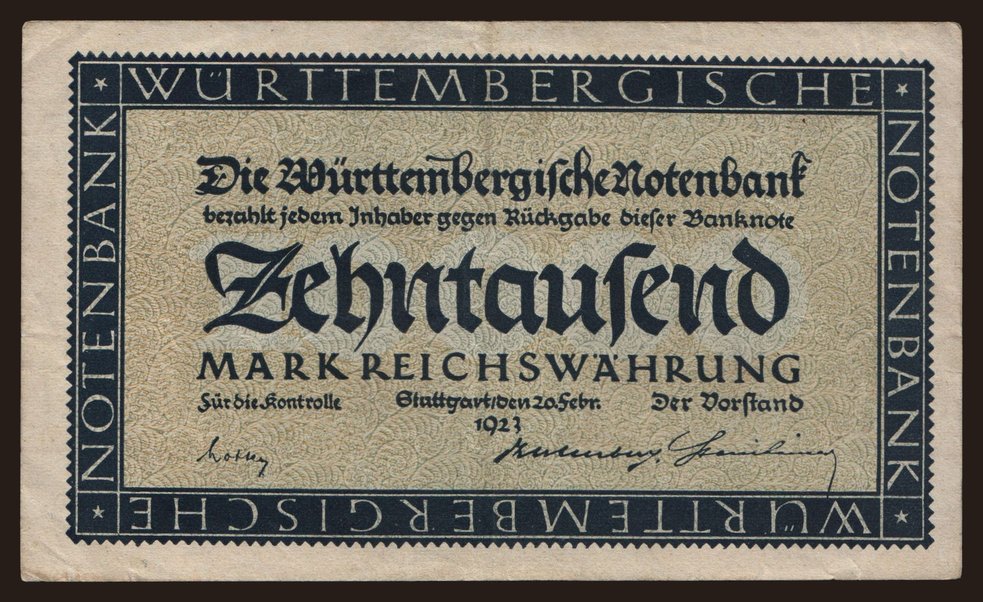 WÜRTTEMBERGISCHE
NOTENBANK
NOTENBANK
Die Württembergische Notenbank
bezahlt jedem Inhaber gegen Rückgabe dieser Banknote
Zehntausend
MARK REICHSWÄHRUNG
Für die Kontrolle Stuttgart, den 20. Febr. Der Vorstand
1923
WÜRTTEMBERGISCHE